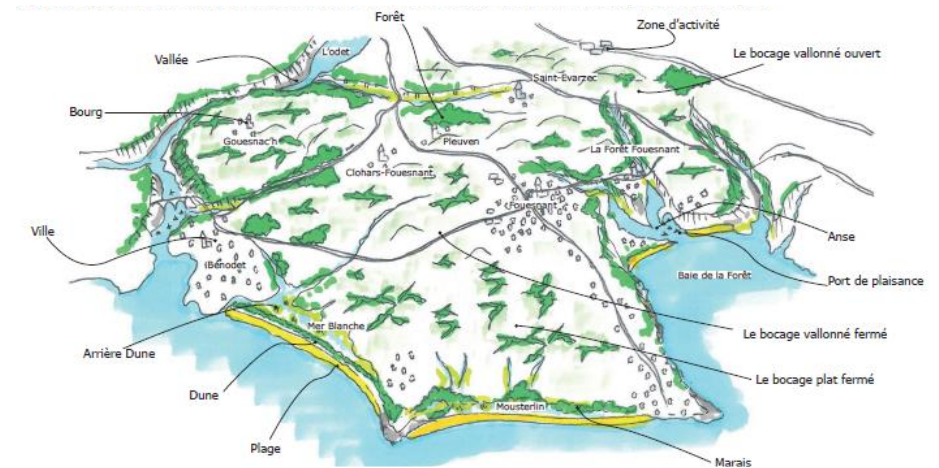 Forêt
Zone d'activité
L'odet
Vallée
Le bocage vallonné ouvert
Saint-Evarzec
Bourg
Gouesnac'h
Pleuven
La Forêt Fouesnant
Clohars-Fouesnant
Fouesnant
Ville
Anse
Bénodet
Baie de la Forêt
Port de plaisance
Mer Blanche
Le bocage vallonné fermé
Arrière Dune
Le bocage plat fermé
Dune
Mousterlin
Plage
Marais